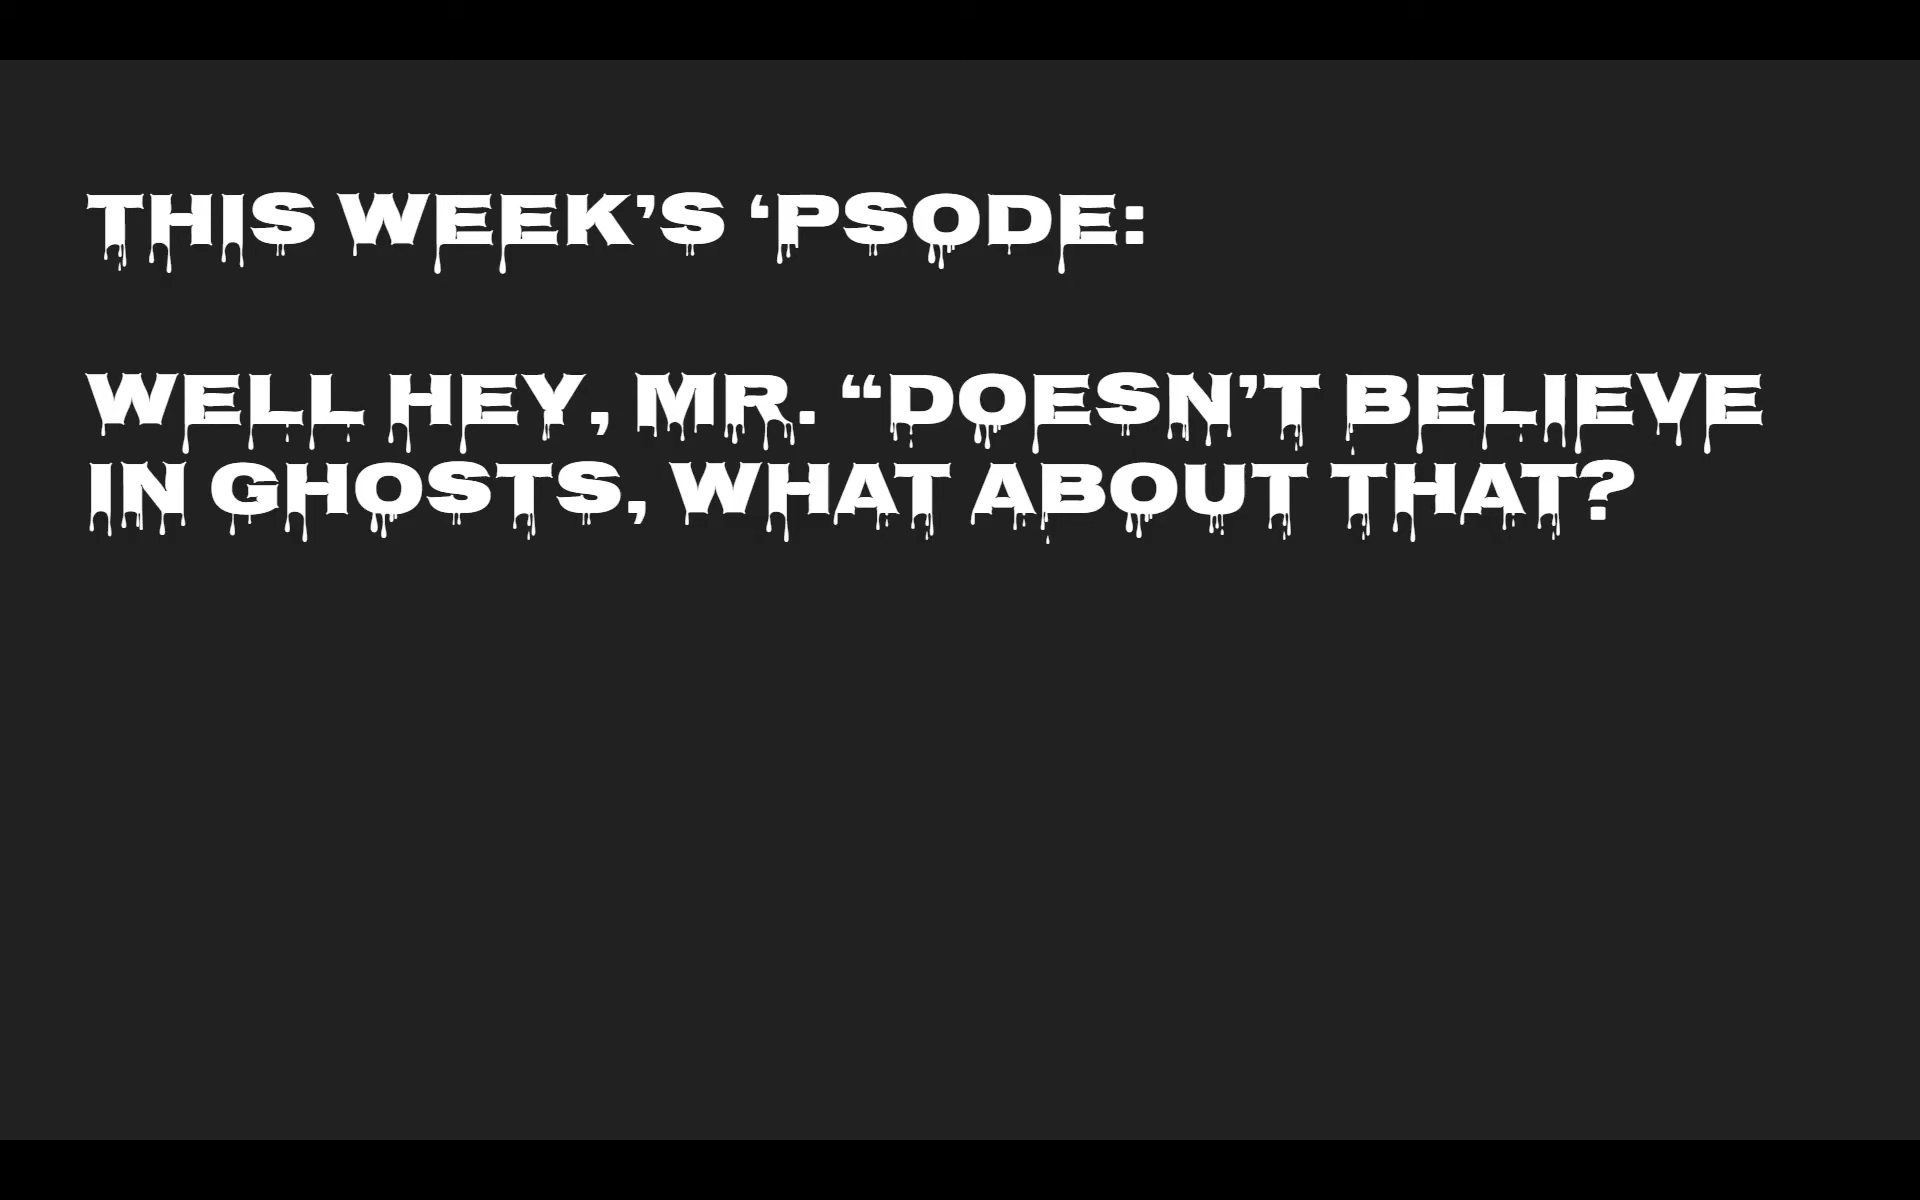 THIS WEEK’S ‘PSODE:
WELL HEY, MR. “DOESN’T BELIEVE
IN GHOSTS, WHAT ABOUT THAT?